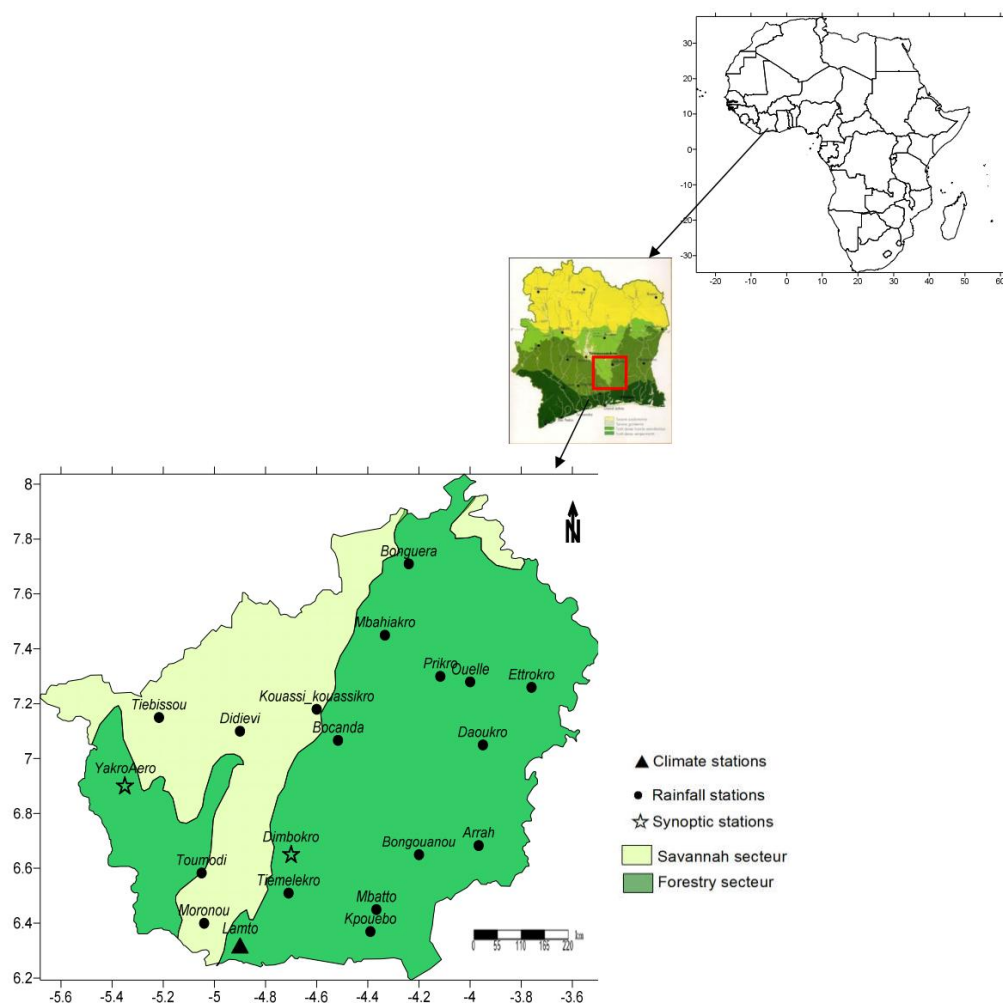 30
20
10
0
-10
-20
-30
-20
-10
0
10
20
30
40
50
60
8
7.8
7.6
7.4
7.2
7
6.8
6.6
6.4
6.2
N
Bonguera
Mbahiakro
Prikro
Ouelle
Ettrokro
Kouassi_kouassikro
Tiebissou
Didievi
Bocanda
Daoukro
YakroAero
Dimbokro
Bongouanou
Arrah
Toumodi
Tiemelekro
Mbatto
Moronou
Kpouebo
Lamto
km
0 55 110 165 220
-5.6 -5.4 -5.2 -5 -4.8 -4.6 -4.4 -4.2 -4 -3.8 -3.6
Climate stations
Rainfall stations
Synoptic stations
Savannah secteur
Forestry secteur